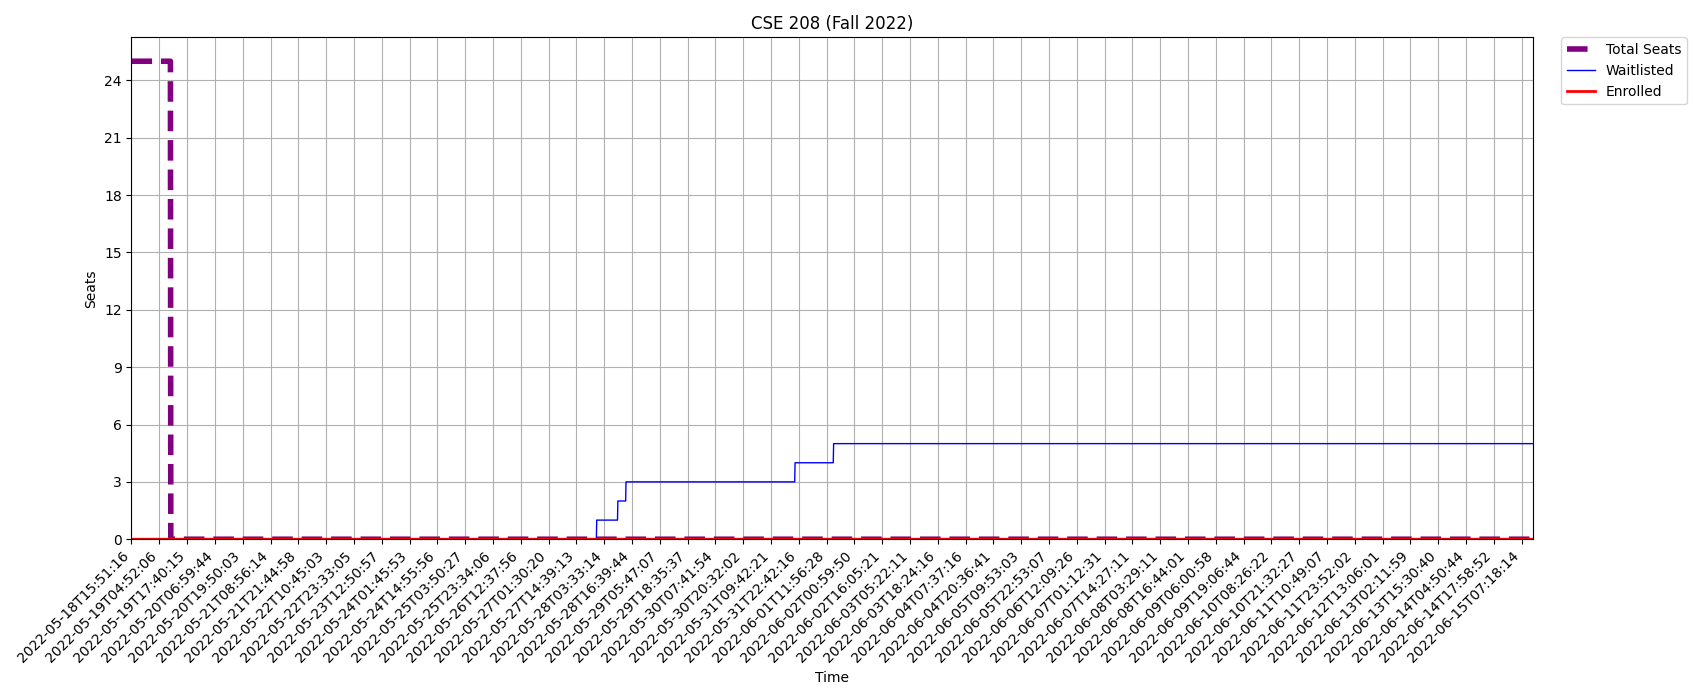 CSE 208 (Fall 2022)
Total Seats
Waitlisted
Enrolled
Seats
24
21
18
15
12
9
6
3
0
2022-05-18T15:51:16
2022-05-19T04:52:06
2022-05-19T17:40:15
2022-05-20T06:59:44
2022-05-20T19:50:03
2022-05-21T08:56:14
2022-05-21T21:44:58
2022-05-22T10:45:03
2022-05-22T23:33:05
2022-05-23T12:50:57
2022-05-24T01:45:53
2022-05-24T14:55:56
2022-05-25T03:50:27
2022-05-25T23:34:06
2022-05-26T12:37:56
2022-05-27T01:30:20
2022-05-27T14:39:13
2022-05-28T03:33:14
2022-05-28T16:39:44
2022-05-29T05:47:07
2022-05-29T18:35:37
2022-05-30T07:41:54
2022-05-30T20:32:02
2022-05-31T09:42:21
2022-05-31T22:42:16
2022-06-01T11:56:28
2022-06-02T00:59:50
2022-06-02T16:05:21
2022-06-03T05:22:11
2022-06-03T18:24:16
2022-06-04T07:37:16
2022-06-04T20:36:41
2022-06-05T09:53:03
2022-06-05T22:53:07
2022-06-06T12:09:26
2022-06-07T01:12:31
2022-06-07T14:27:11
2022-06-08T03:29:11
2022-06-08T16:44:01
2022-06-09T06:00:58
2022-06-09T19:06:44
2022-06-10T08:26:22
2022-06-10T21:32:27
2022-06-11T10:49:07
2022-06-11T23:52:02
2022-06-12T13:06:01
2022-06-13T02:11:59
2022-06-13T15:30:40
2022-06-14T04:50:44
2022-06-14T17:58:52
2022-06-15T07:18:14
Time